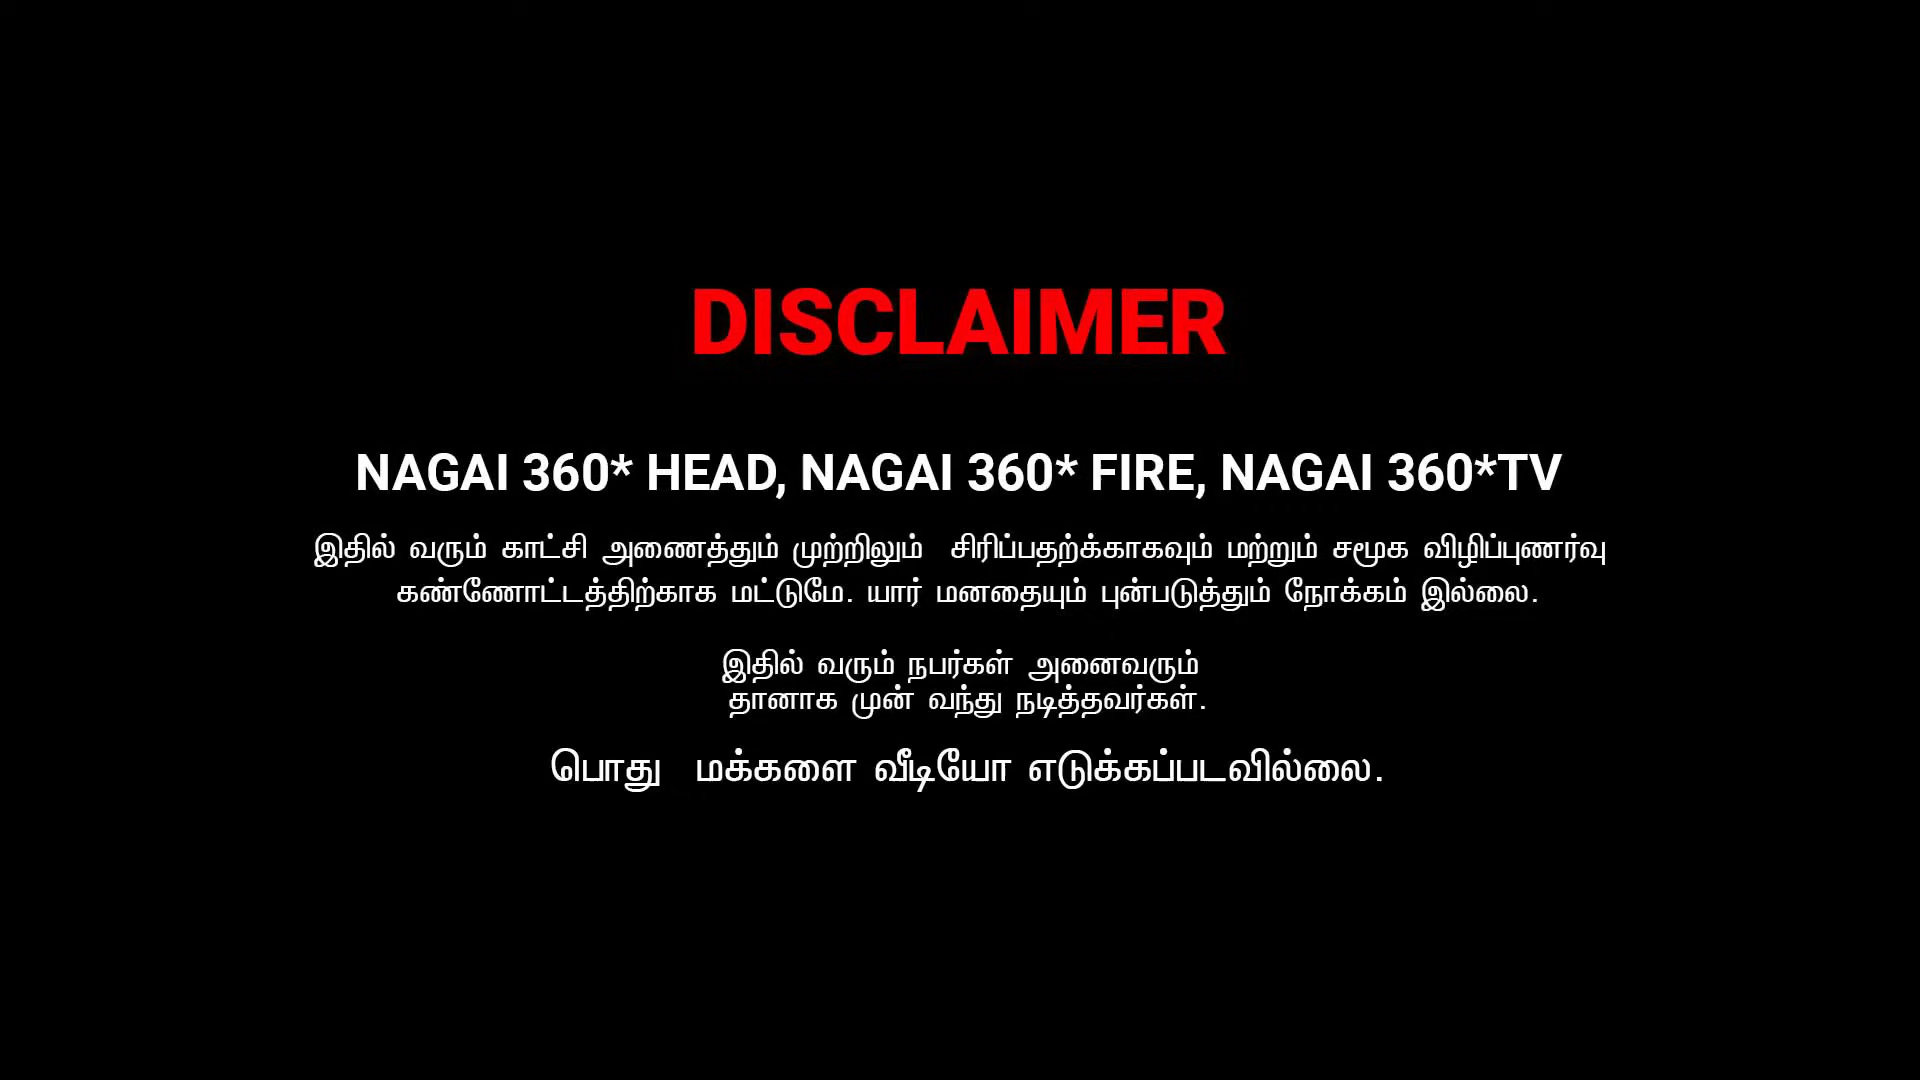 DISCLAIMER
NAGAI 360* HEAD, NAGAI 360* FIRE, NAGAI 360*TV
இதில் வரும் காட்சி அணைத்தும் முற்றிலும் சிரிப்பதற்க்காகவும் மற்றும் சமூக விழிப்புணர்வு
கண்ணோட்டத்திற்காக மட்டுமே. யார் மனதையும் புன்படுத்தும் நோக்கம் இல்லை.
இதில் வரும் நபர்கள் அனைவரும்
தானாக முன் வந்து நடித்தவர்கள்.
பொது மக்களை வீடியோ எடுக்கப்படவில்லை.